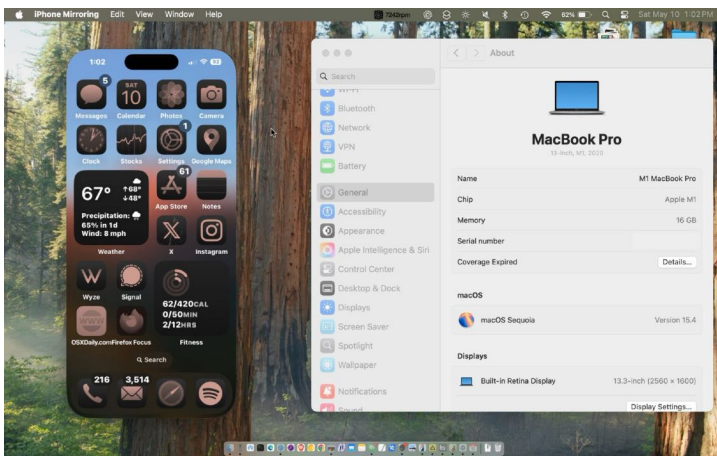 iPhone Mirroring Edit View Window Help
62% Sat May 10 1:02PM
1:02
5
SAT
10
Messages Calendar Photos Camera
1
Clock Stocks Settings Google Maps
67° ↑68°
↓48°
Precipitation:
65% in 1d
Wind: 8 mph
Weather
61
App Store Notes
X Instagram
Wyze Signal
WWW
OSXDaily.com Firefox Focus
62/420CAL
0/50MIN
2/12HRS
Fitness
Search
216 3,514
Search
Wi-Fi
Bluetooth
Network
VPN
Battery
General
Accessibility
Appearance
Apple Intelligence & Siri
Control Center
Desktop & Dock
Displays
Screen Saver
Spotlight
Wallpaper
Notifications
Sound
About
MacBook Pro
13-inch, M1, 2020
Name M1 MacBook Pro
Chip Apple M1
Memory 16 GB
Serial number
Coverage Expired Details...
macOS
macOS Sequoia Version 15.4
Displays
Built-in Retina Display 13.3-inch (2560 × 1600)
Display Settings...